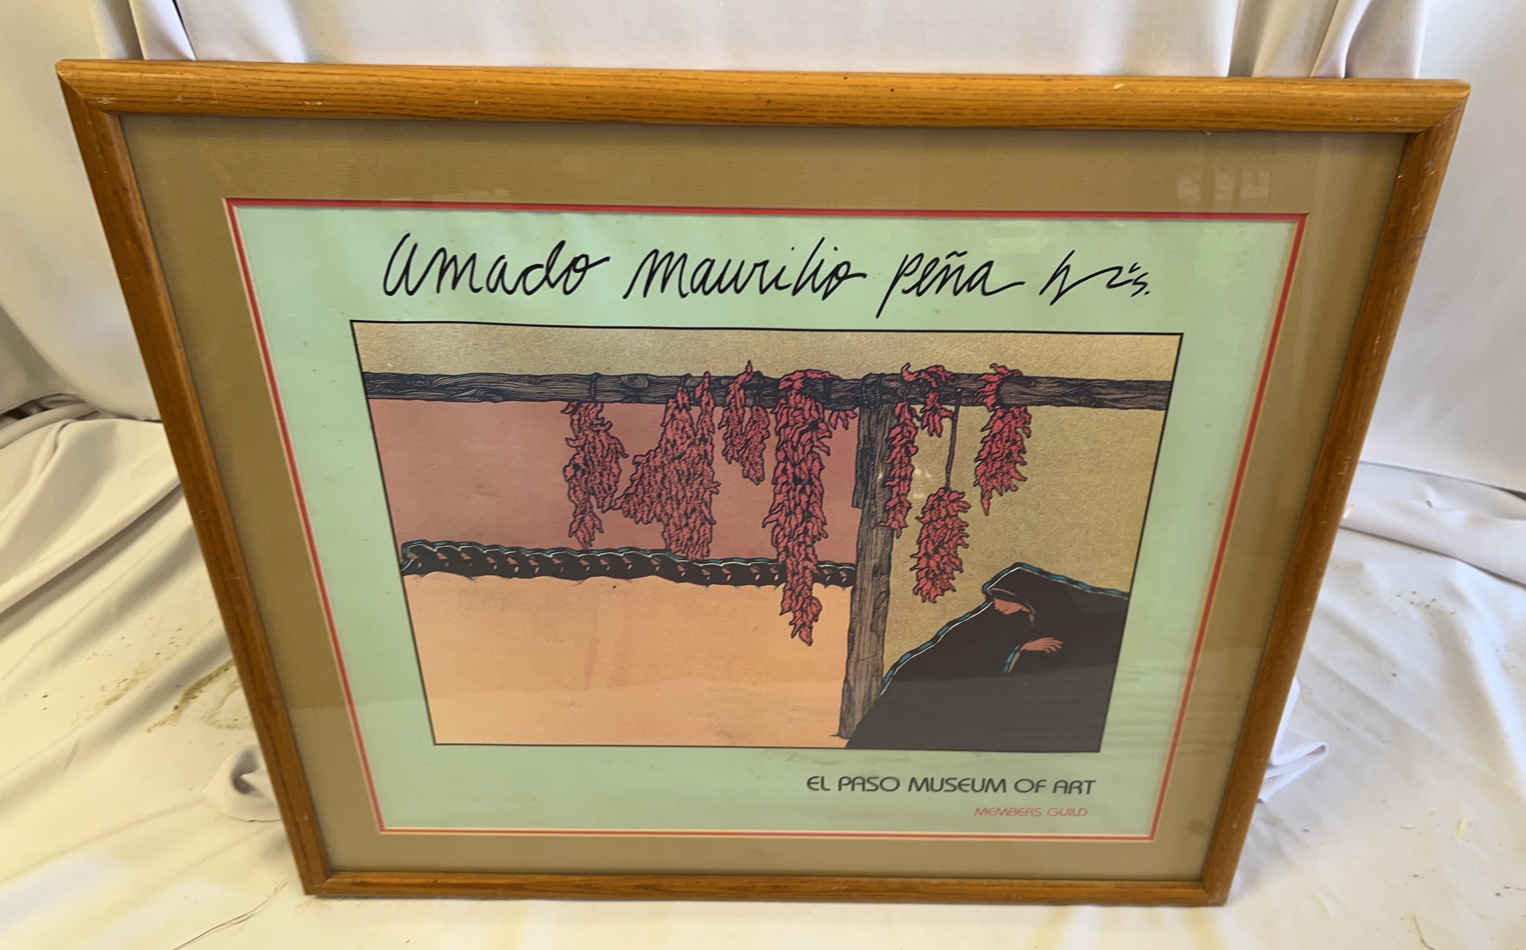 amado maurilio peña
EL PASO MUSEUM OF ART
MEMBERS GUILD